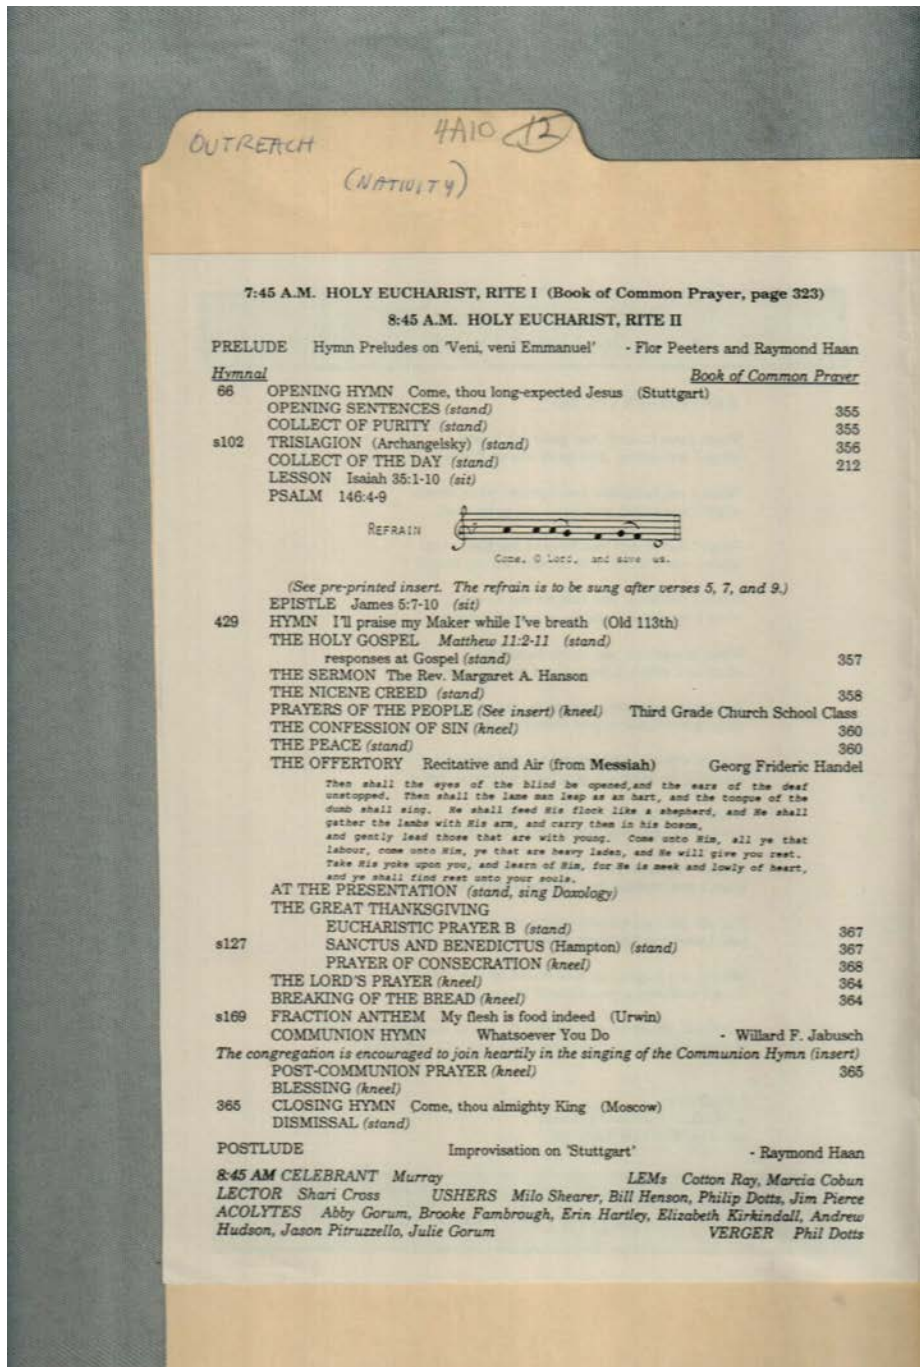 OUTREACH
4A10 12
(NATIVITY)
7:45 A.M. HOLY EUCHARIST, RITE I (Book of Common Prayer, page 323)
8:45 A.M. HOLY EUCHARIST, RITE II
PRELUDE Hymn Preludes on 'Veni, veni Emmanuel' - Flor Peeters and Raymond Haan
Hymnal Book of Common Prayer
66 OPENING HYMN Come, thou long-expected Jesus (Stuttgart)
OPENING SENTENCES (stand) 355
COLLECT OF PURITY (stand) 355
s102 TRISIAGION (Archangelsky) (stand) 356
COLLECT OF THE DAY (stand) 212
LESSON Isaiah 35:1-10 (sit)
PSALM 146:4-9
REFRAIN
Come, O Lord, and save us.
(See pre-printed insert. The refrain is to be sung after verses 5, 7, and 9.)
EPISTLE James 5:7-10 (sit)
429 HYMN I'll praise my Maker while I've breath (Old 113th)
THE HOLY GOSPEL Matthew 11:2-11 (stand)
responses at Gospel (stand) 357
THE SERMON The Rev. Margaret A. Hanson
THE NICENE CREED (stand) 358
PRAYERS OF THE PEOPLE (See insert) (kneel) Third Grade Church School Class
THE CONFESSION OF SIN (kneel) 360
THE PEACE (stand) 360
THE OFFERTORY Recitative and Air (from Messiah) Georg Frideric Handel
Then shall the eyes of the blind be opened,and the ears of the deaf
unstopped. Then shall the lame man leap as an hart, and the tongue of the
dumb shall sing. He shall feed His flock like a shepherd, and He shall
gather the lambs with His arm, and carry them in his bosom,
and gently lead those that are with young. Come unto Him, all ye that
labour, come unto Him, ye that are heavy laden, and He will give you rest.
Take His yoke upon you, and learn of Him, for He is meek and lowly of heart,
and ye shall find rest unto your souls.
AT THE PRESENTATION (stand, sing Doxology)
THE GREAT THANKSGIVING
EUCHARISTIC PRAYER B (stand) 367
s127 SANCTUS AND BENEDICTUS (Hampton) (stand) 367
PRAYER OF CONSECRATION (kneel) 368
THE LORD'S PRAYER (kneel) 364
BREAKING OF THE BREAD (kneel) 364
s169 FRACTION ANTHEM My flesh is food indeed (Urwin)
COMMUNION HYMN Whatsoever You Do - Willard F. Jabusch
The congregation is encouraged to join heartily in the singing of the Communion Hymn (insert)
POST-COMMUNION PRAYER (kneel) 365
BLESSING (kneel)
365 CLOSING HYMN Come, thou almighty King (Moscow)
DISMISSAL (stand)
POSTLUDE Improvisation on 'Stuttgart' - Raymond Haan
8:45 AM CELEBRANT Murray LEMs Cotton Ray, Marcia Cobun
LECTOR Shari Cross USHERS Milo Shearer, Bill Henson, Philip Dotts, Jim Pierce
ACOLYTES Abby Gorum, Brooke Fambrough, Erin Hartley, Elizabeth Kirkindall, Andrew
Hudson, Jason Pitruzzello, Julie Gorum VERGER Phil Dotts